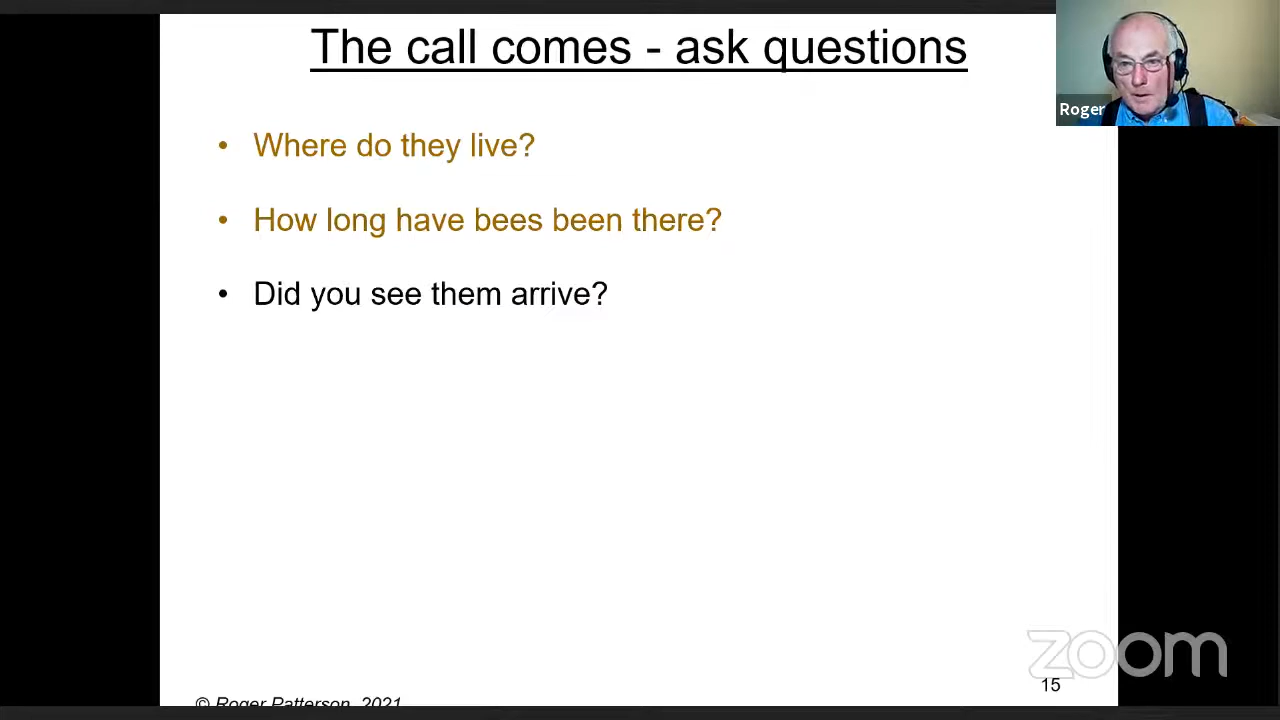 The call comes - ask questions
Roger
• Where do they live?
• How long have bees been there?
• Did you see them arrive?
zoom
15
© Roger Patterson, 2021